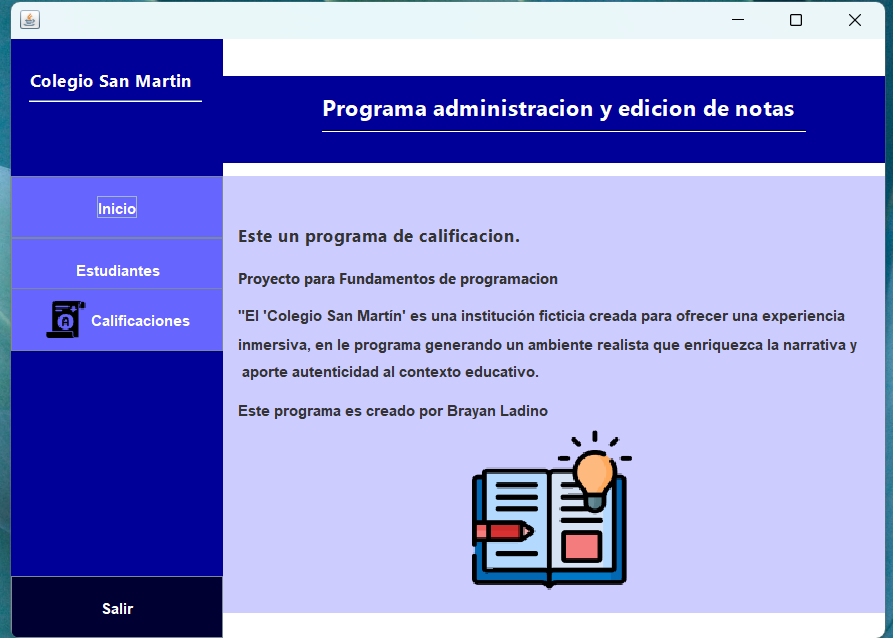 Colegio San Martin
Programa administracion y edicion de notas
Inicio
Estudiantes
Calificaciones
Salir
Este un programa de calificacion.
Proyecto para Fundamentos de programacion
"El 'Colegio San Martín' es una institución ficticia creada para ofrecer una experiencia
inmersiva, en le programa generando un ambiente realista que enriquezca la narrativa y
aporte autenticidad al contexto educativo.
Este programa es creado por Brayan Ladino